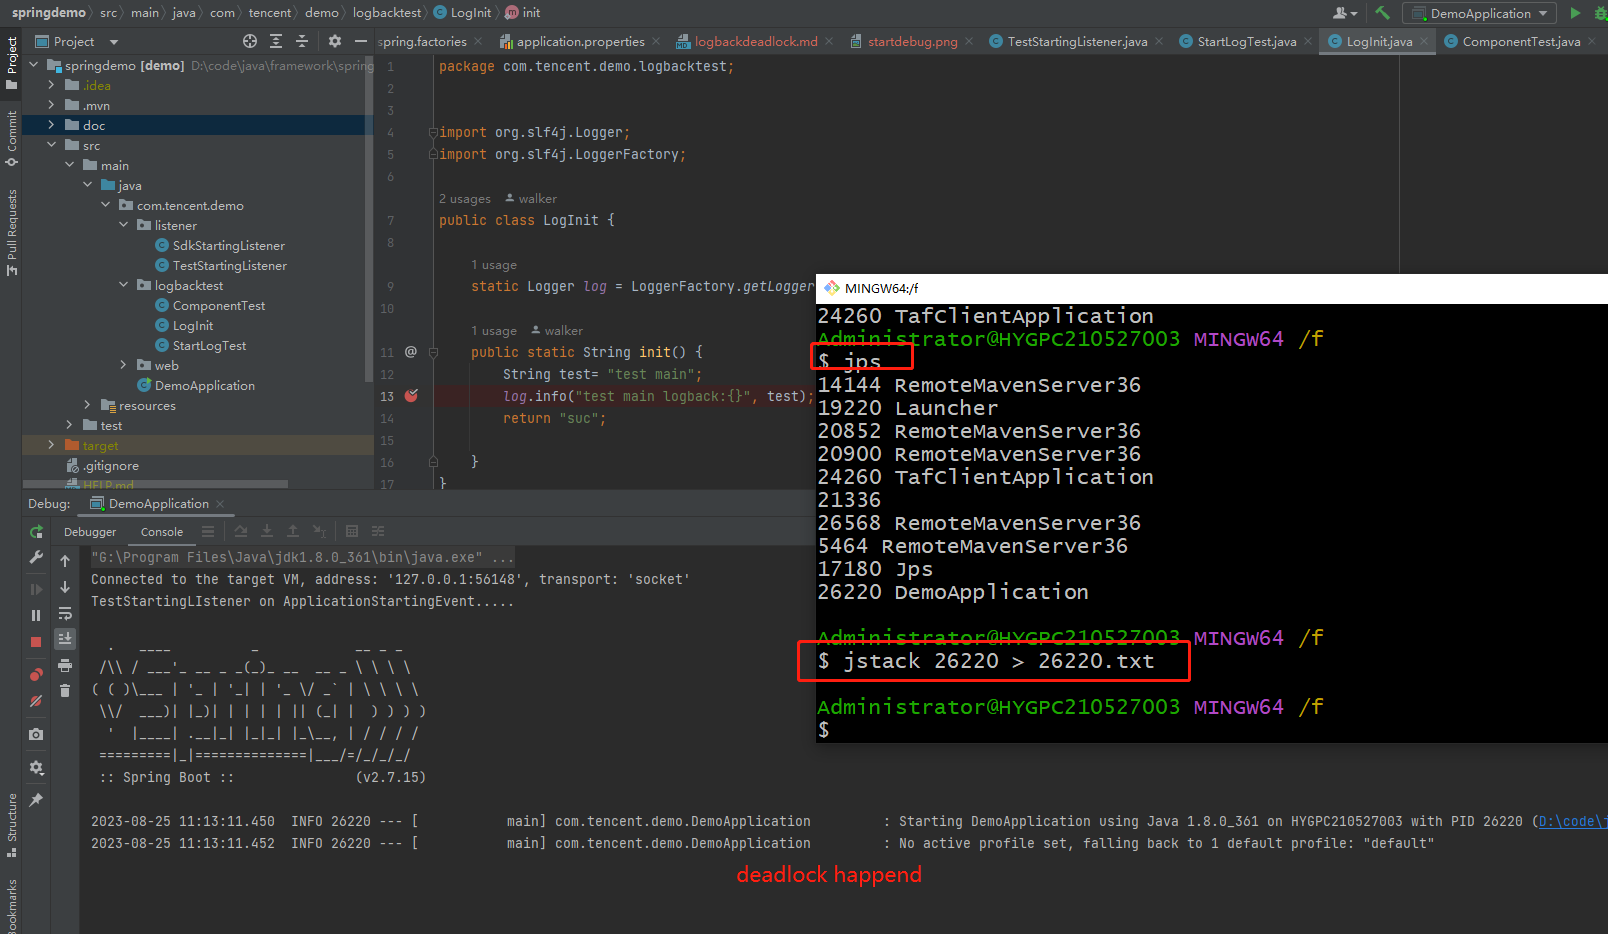 springdemo › src › main › java › com › tencent › demo › logbacktest › LogInit › init
DemoApplication
Project
spring.factories
application.properties
logbackdeadlock.md
startdebug.png
TestStartingListener.java
StartLogTest.java
LogInit.java
ComponentTest.java
Project
Commit
Pull Requests
springdemo [demo] D:\code\java\framework\spring
.idea
.mvn
doc
src
main
java
com.tencent.demo
listener
SdkStartingListener
TestStartingListener
logbacktest
ComponentTest
LogInit
StartLogTest
web
DemoApplication
resources
test
target
.gitignore
HELP.md
1 package com.tencent.demo.logbacktest;
2
3
4 import org.slf4j.Logger;
5 import org.slf4j.LoggerFactory;
6
2 usages walker
7 public class LogInit {
8
1 usage
9 static Logger log = LoggerFactory.getLogger
10
1 usage walker
11 @ public static String init() {
12 String test= "test main";
13 log.info("test main logback:{}", test);
14 return "suc";
15
16 }
17 }
MINGW64:/f
24260 TafClientApplication
Administrator@HYGPC210527003 MINGW64 /f
$ jps
14144 RemoteMavenServer36
19220 Launcher
20852 RemoteMavenServer36
20900 RemoteMavenServer36
24260 TafClientApplication
21336
26568 RemoteMavenServer36
5464 RemoteMavenServer36
17180 Jps
26220 DemoApplication
Administrator@HYGPC210527003 MINGW64 /f
$ jstack 26220 > 26220.txt
Administrator@HYGPC210527003 MINGW64 /f
$
Debug: DemoApplication
Debugger Console
"G:\Program Files\Java\jdk1.8.0_361\bin\java.exe" ...
Connected to the target VM, address: '127.0.0.1:56148', transport: 'socket'
TestStartingLIstener on ApplicationStartingEvent.....
  .   ____          _            __ _ _
 /\\ / ___'_ __ _ _(_)_ __  __ _ \ \ \ \
( ( )\___ | '_ | '_| | '_ \/ _` | \ \ \ \
 \\/  ___)| |_)| | | | | || (_| |  ) ) ) )
  '  |____| .__|_| |_|_| |_\__, | / / / /
 =========|_|==============|___/=/_/_/_/
 :: Spring Boot ::               (v2.7.15)
2023-08-25 11:13:11.450  INFO 26220 --- [           main] com.tencent.demo.DemoApplication         : Starting DemoApplication using Java 1.8.0_361 on HYGPC210527003 with PID 26220 (D:\code\j
2023-08-25 11:13:11.452  INFO 26220 --- [           main] com.tencent.demo.DemoApplication         : No active profile set, falling back to 1 default profile: "default"
deadlock happend
Structure
Bookmarks